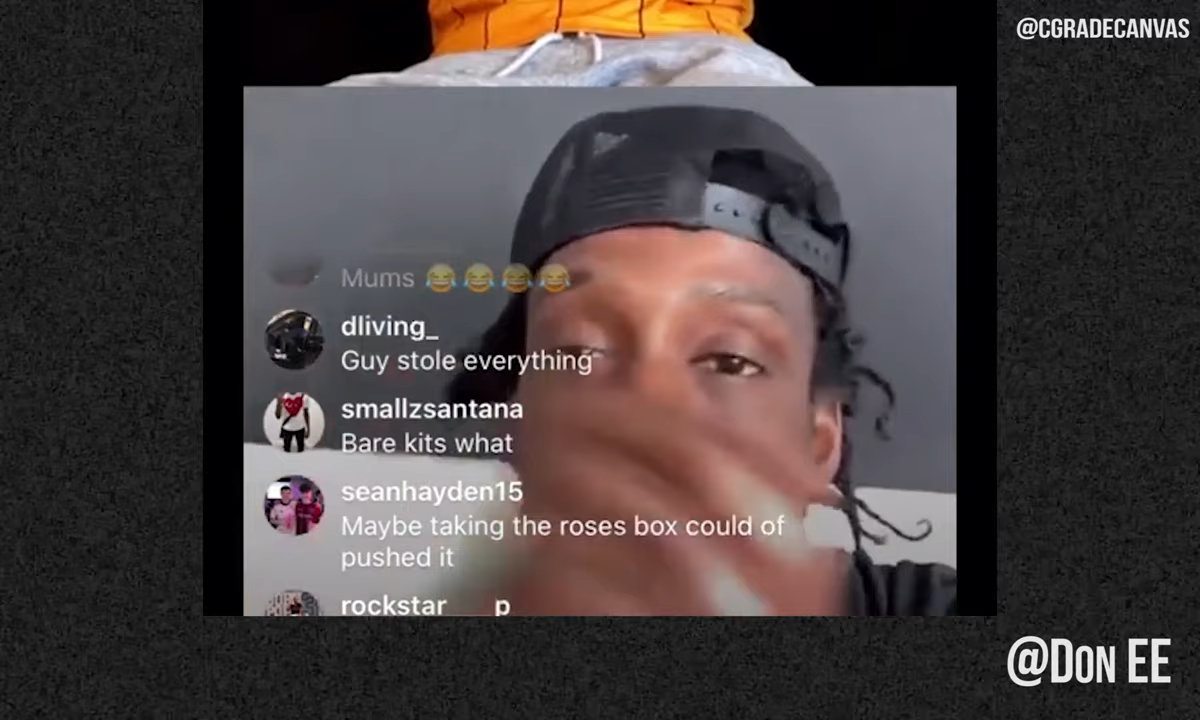 @CGRADECANVAS
Mums 😂😂😂😂
dliving_
Guy stole everything
smallzsantana
Bare kits what
seanhayden15
Maybe taking the roses box could of
pushed it
rockstar__p
@DON EE